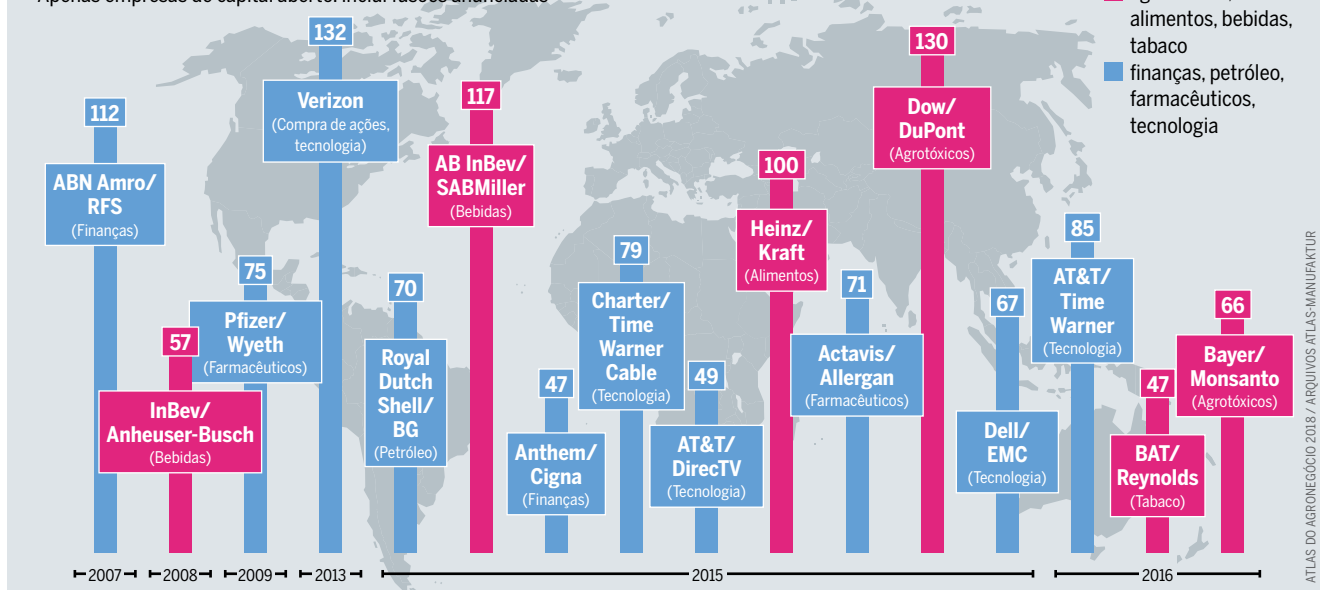 alimentos, bebidas,
tabaco
finanças, petróleo,
farmacêuticos,
tecnologia
112
ABN Amro/
RFS
(Finanças)
57
InBev/
Anheuser-Busch
(Bebidas)
75
Pfizer/
Wyeth
(Farmacêuticos)
132
Verizon
(Compra de ações,
tecnologia)
70
Royal
Dutch
Shell/
BG
(Petróleo)
117
AB InBev/
SABMiller
(Bebidas)
47
Anthem/
Cigna
(Finanças)
79
Charter/
Time
Warner
Cable
(Tecnologia)
49
AT&T/
DirecTV
(Tecnologia)
100
Heinz/
Kraft
(Alimentos)
71
Actavis/
Allergan
(Farmacêuticos)
130
Dow/
DuPont
(Agrotóxicos)
67
Dell/
EMC
(Tecnologia)
85
AT&T/
Time
Warner
(Tecnologia)
47
BAT/
Reynolds
(Tabaco)
66
Bayer/
Monsanto
(Agrotóxicos)
2007
2008
2009
2013
2015
2016
ATLAS DO AGRONEGÓCIO 2018 / ARQUIVOS ATLAS-MANUFAKTUR